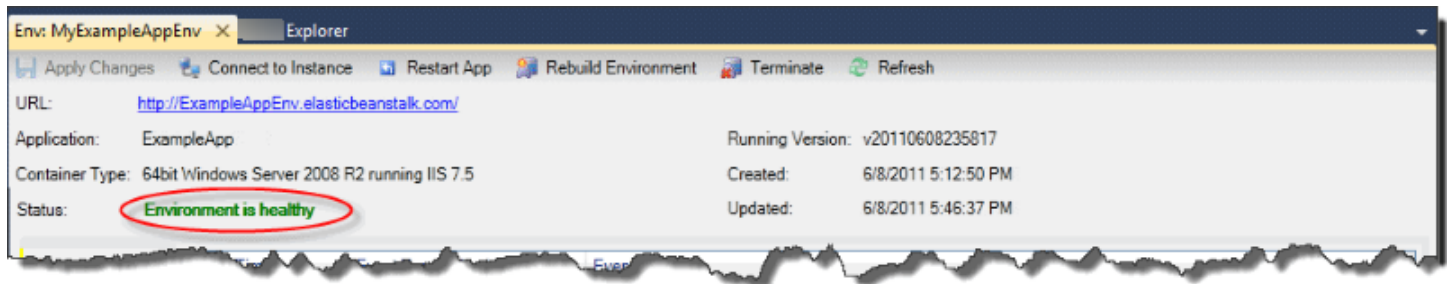 Env: MyExampleAppEnv × Explorer
Apply Changes Connect to Instance Restart App Rebuild Environment Terminate Refresh
URL: http://ExampleAppEnv.elasticbeanstalk.com/
Application: ExampleApp Running Version: v20110608235817
Container Type: 64bit Windows Server 2008 R2 running IIS 7.5 Created: 6/8/2011 5:12:50 PM
Status: Environment is healthy Updated: 6/8/2011 5:46:37 PM